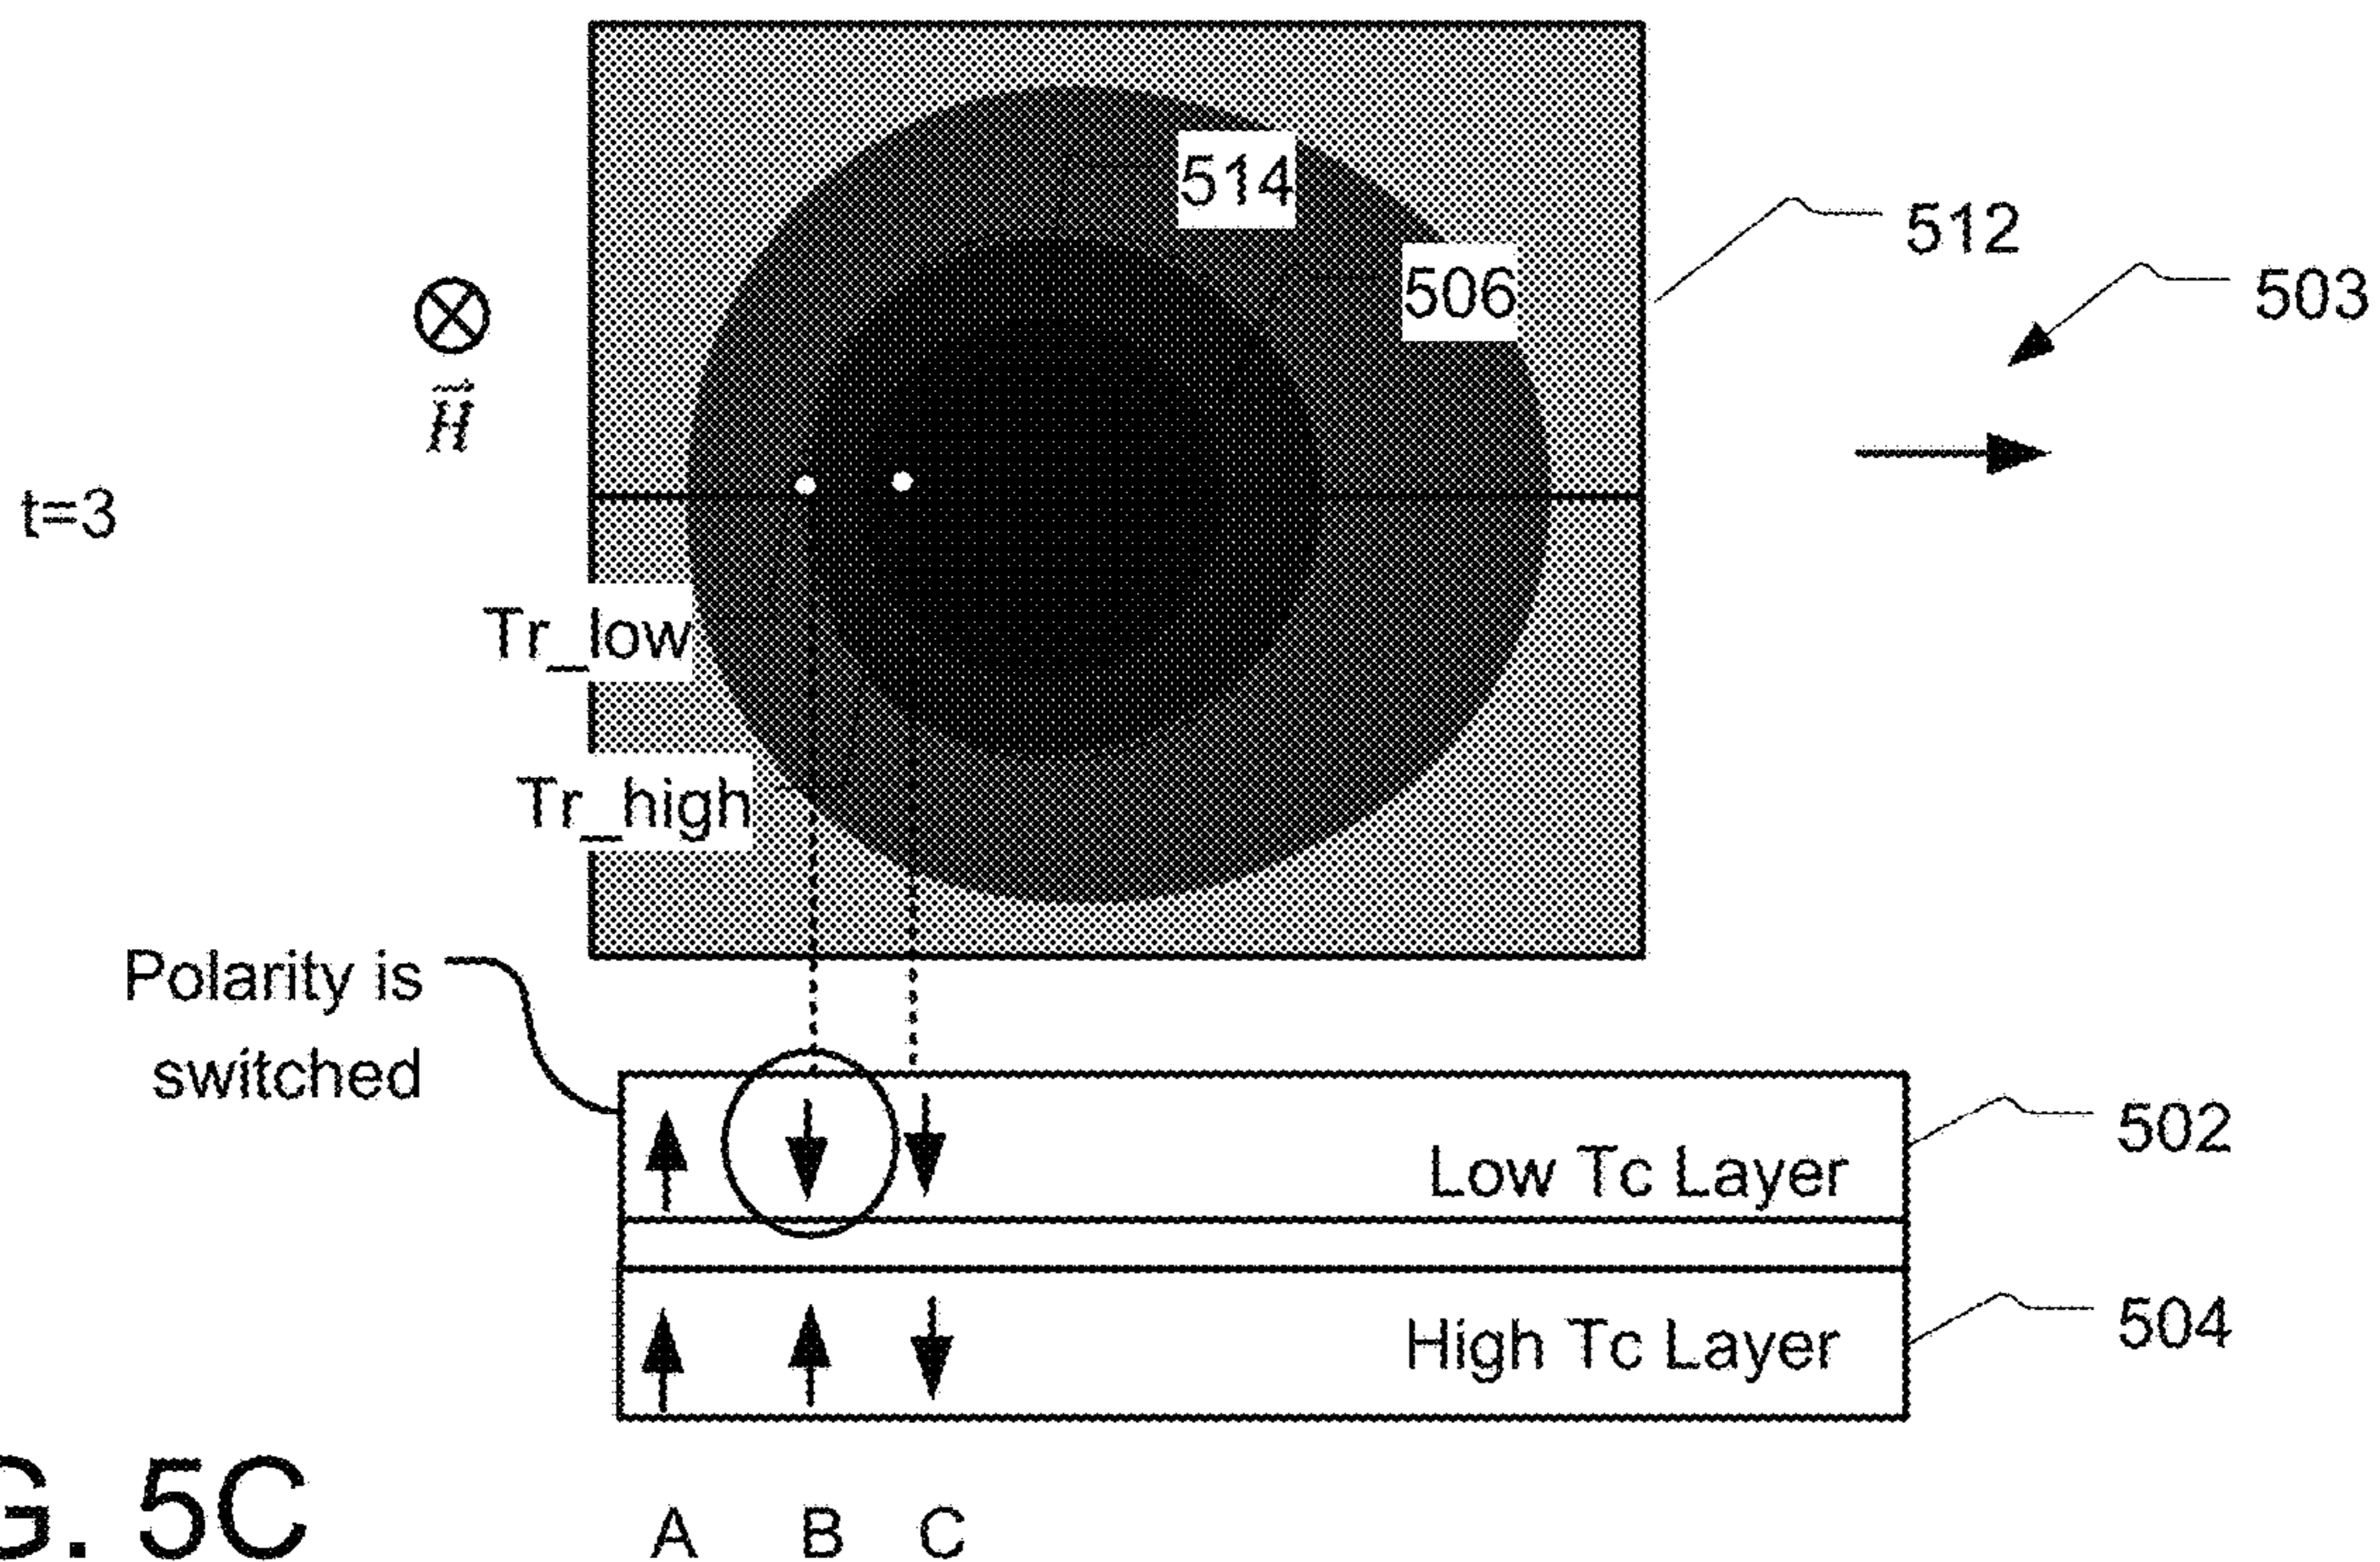 514
506
512
503
H
t=3
Tr_low
Tr_high
Polarity is
switched
Low Tc Layer
502
High Tc Layer
504
G. 5C
A B C